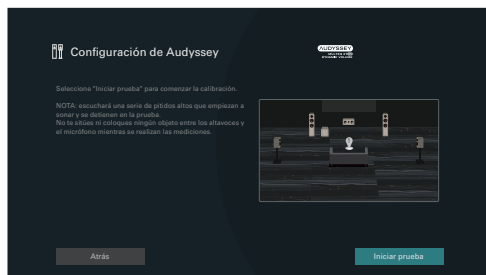 Configuración de Audyssey
AUDYSSEY
DYNAMIC VOLUME
Seleccione "Iniciar prueba" para comenzar la calibración.
NOTA: escuchará una serie de pitidos altos que empiezan a
sonar y se detienen en la prueba.
No te sitúes ni coloques ningún objeto entre los altavoces y
el micrófono mientras se realizan las mediciones.
Atrás
Iniciar prueba